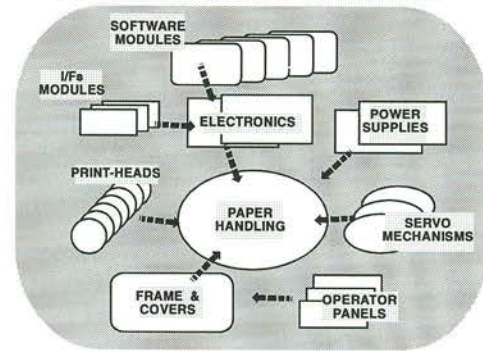 SOFTWARE
MODULES
I/Fs
MODULES
ELECTRONICS
POWER
SUPPLIES
PRINT-HEADS
PAPER
HANDLING
SERVO
MECHANISMS
FRAME &
COVERS
OPERATOR
PANELS